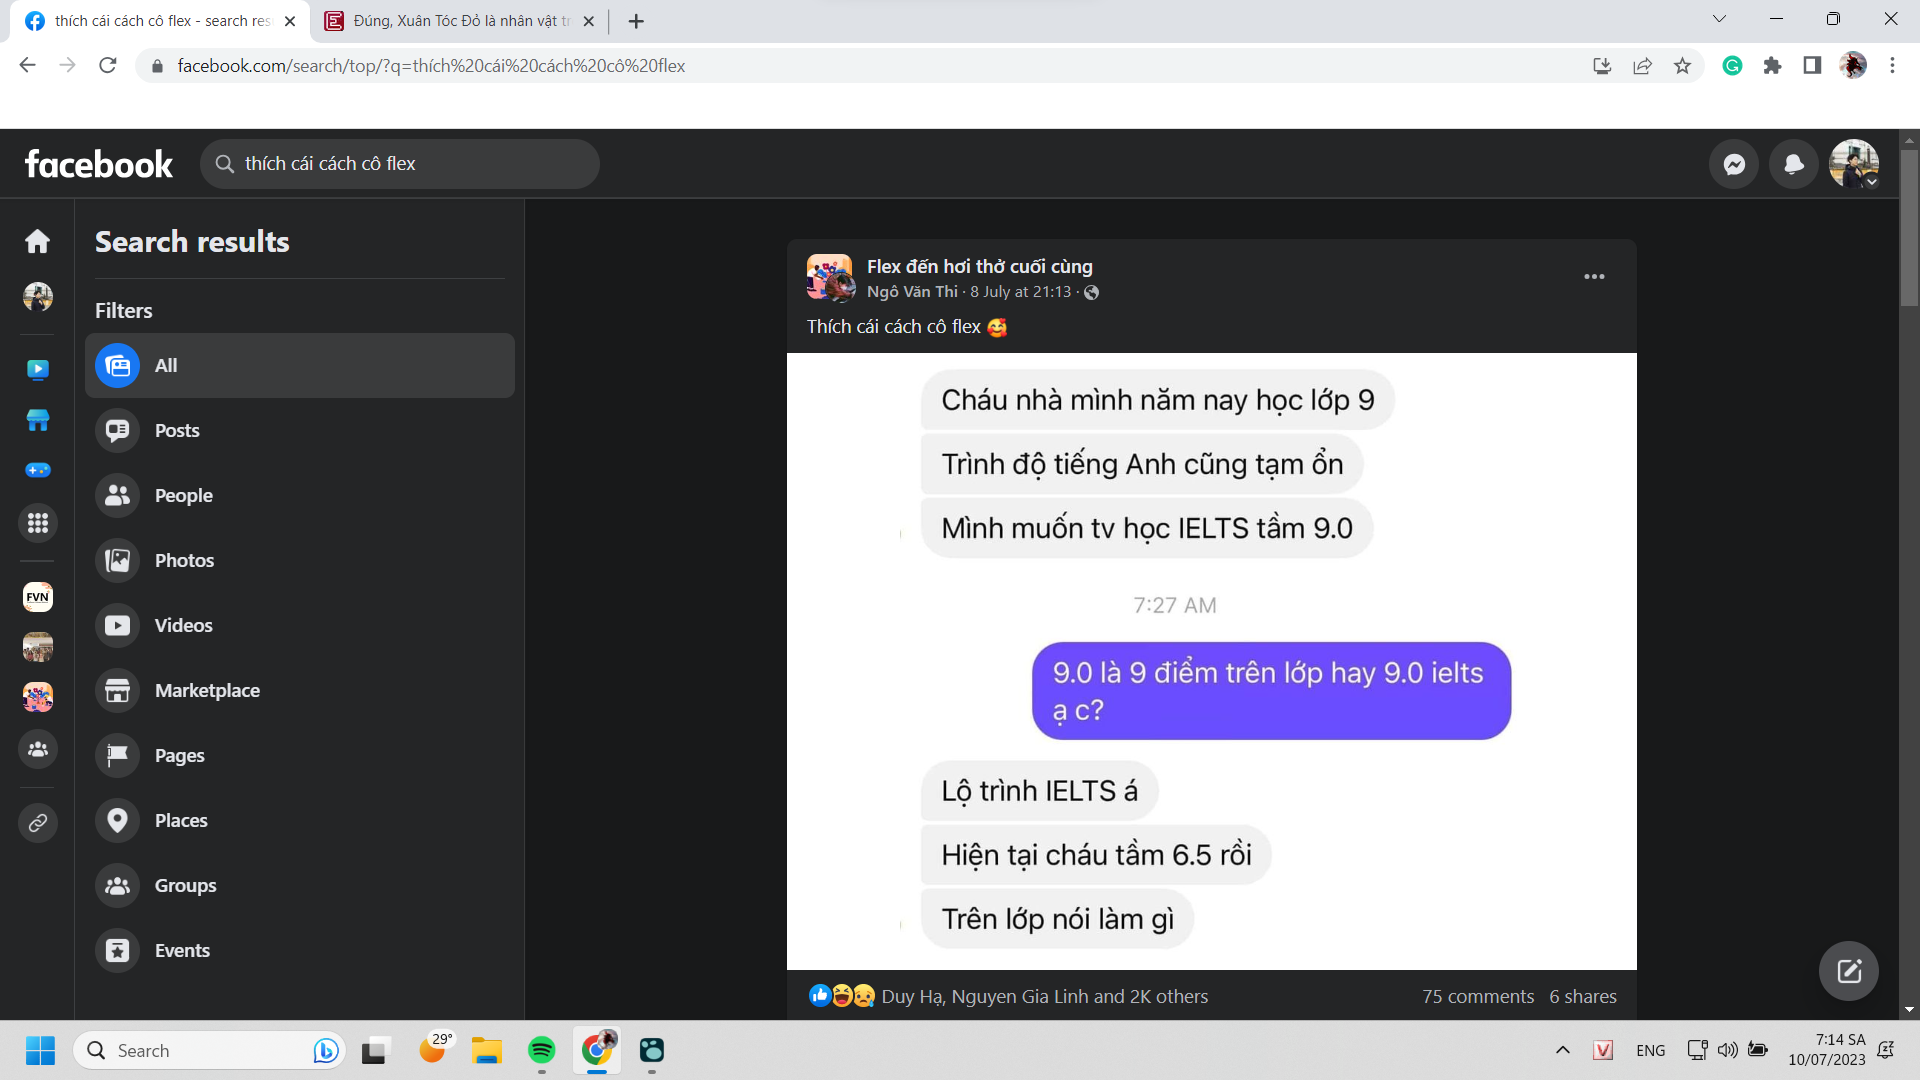 thích cái cách cô flex - search res
Đúng, Xuân Tóc Đỏ là nhân vật tr
facebook.com/search/top/?q=thích%20cái%20cách%20cô%20flex
facebook
thích cái cách cô flex
Search results
Filters
All
Posts
People
Photos
Videos
Marketplace
Pages
Places
Groups
Events
FVN
Flex đến hơi thở cuối cùng
Ngô Văn Thi · 8 July at 21:13 ·
Thích cái cách cô flex 🥰
Cháu nhà mình năm nay học lớp 9
Trình độ tiếng Anh cũng tạm ổn
Mình muốn tv học IELTS tầm 9.0
7:27 AM
9.0 là 9 điểm trên lớp hay 9.0 ielts
ạ c?
Lộ trình IELTS á
Hiện tại cháu tầm 6.5 rồi
Trên lớp nói làm gì
Duy Hạ, Nguyen Gia Linh and 2K others
75 comments 6 shares
Search
29°
ENG
7:14 SA
10/07/2023